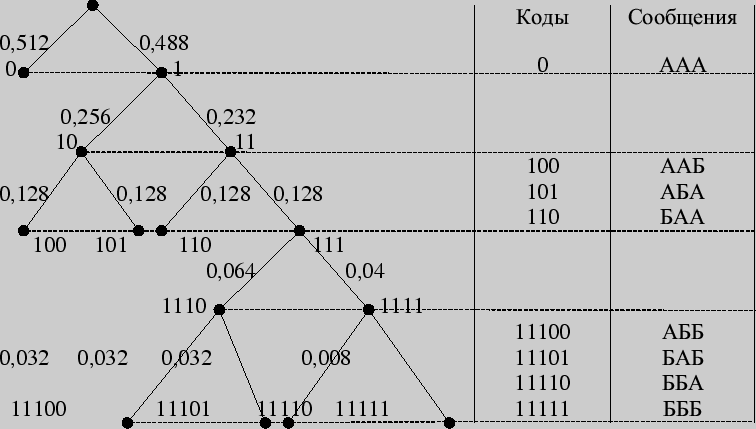 Коды Сообщения
0,512 0,488
0 1 0 ААА
0,256 0,232
10 11
100 ААБ
0,128 0,128 0,128 0,128 101 АБА
110 БАА
100 101 110 111
0,064 0,04
1110 1111
11100 АББ
0,032 0,032 0,032 0,008 11101 БАБ
11110 ББА
11100 11101 11110 11111 11111 БББ